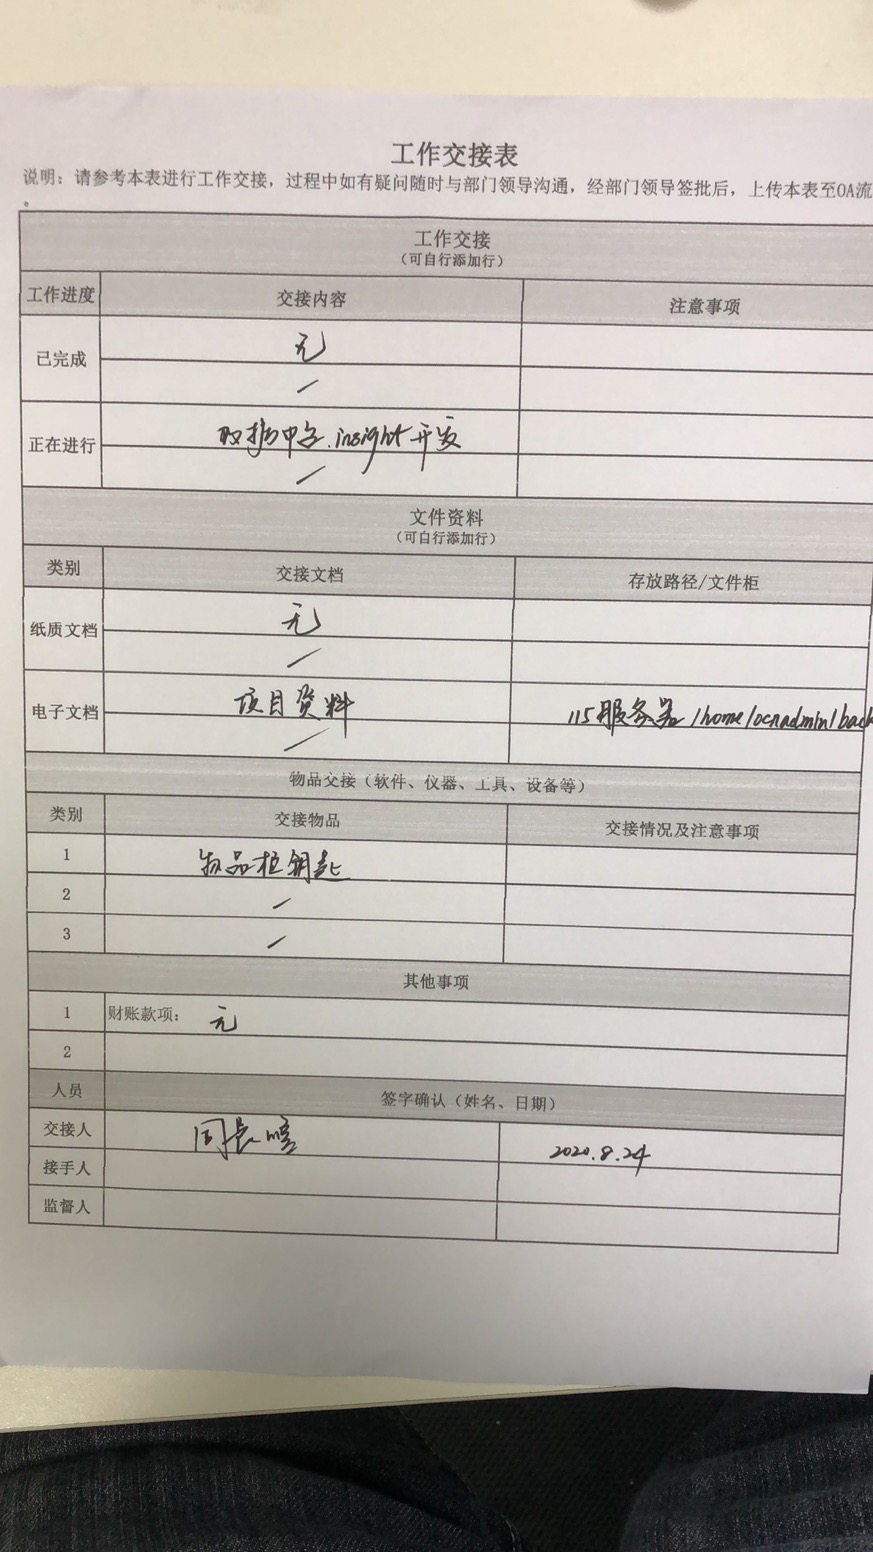 工作交接表
说明：请参考本表进行工作交接，过程中如有疑问随时与部门领导沟通，经部门领导签批后，上传本表至OA流
。
工作交接
（可自行添加行）
工作进度 交接内容 注意事项
已完成 无
/
正在进行 数据中台.insight开发
/
文件资料
（可自行添加行）
类别 交接文档 存放路径/文件柜
纸质文档 无
/
电子文档 项目资料 115服务器 /home/ocnadmin/back
/
物品交接（软件、仪器、工具、设备等）
类别 交接物品 交接情况及注意事项
1 物品柜钥匙
2 /
3 /
其他事项
1 财账款项： 无
2
人员 签字确认（姓名、日期）
交接人 2020.8.24
接手人
监督人